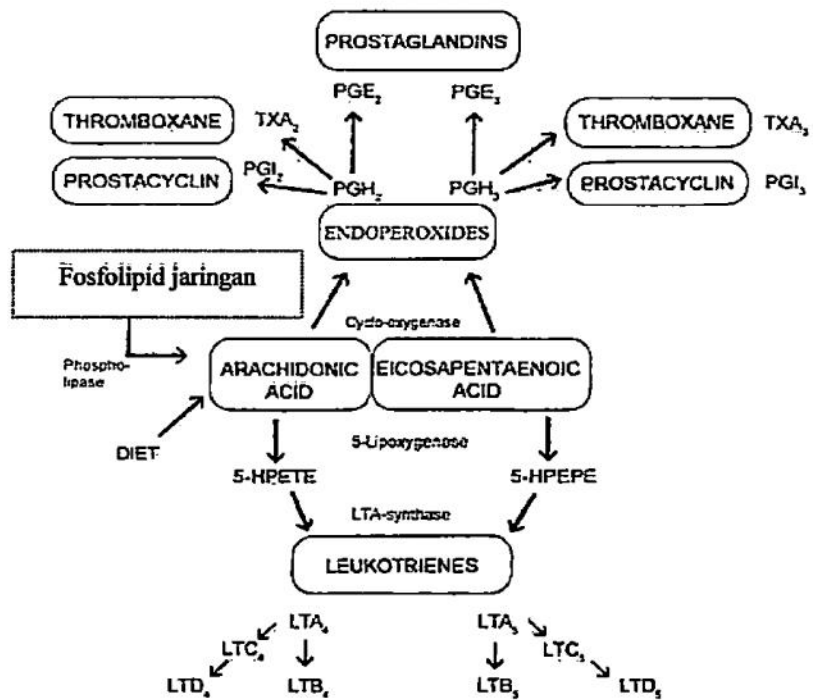 PROSTAGLANDINS
PGE₂ PGE₃
THROMBOXANE TXA₂
THROMBOXANE TXA₃
PROSTACYCLIN PGI₂
PROSTACYCLIN PGI₃
PGH₂ PGH₃
ENDOPEROXIDES
Fosfolipid jaringan
Cyclo-oxygenase
Phospho-
lipase
ARACHIDONIC
ACID
EICOSAPENTAENOIC
ACID
DIET
5-Lipoxygenase
5-HPETE 5-HPEPE
LTA-synthase
LEUKOTRIENES
LTA₄ LTA₅
LTC₄ LTC₅
LTD₄ LTB₄ LTB₅ LTD₅